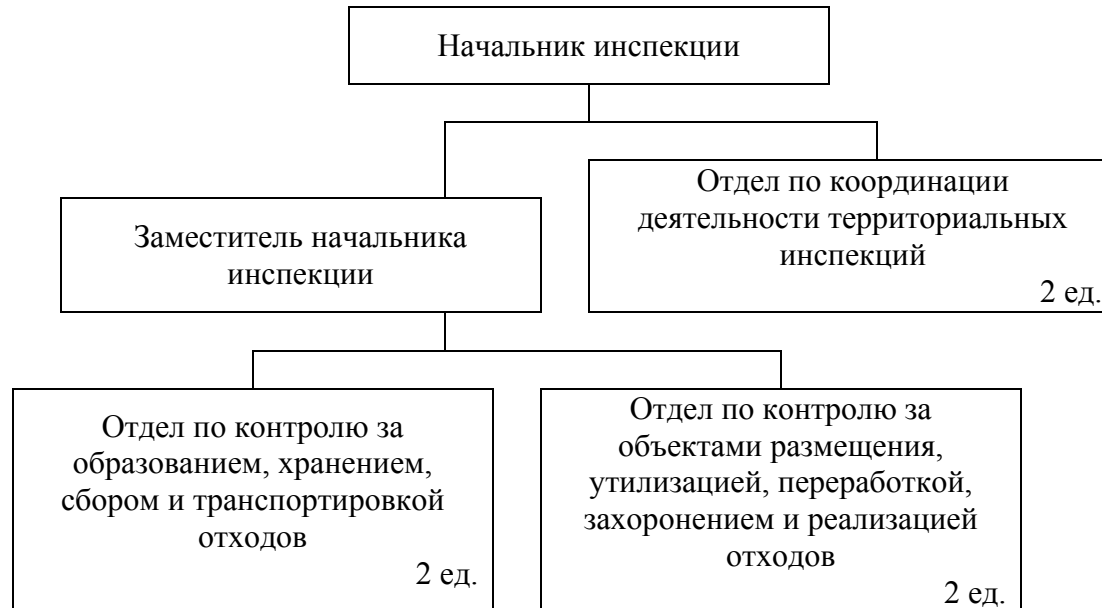 Начальник инспекции
Заместитель начальника
инспекции
Отдел по координации
деятельности территориальных
инспекций
2 ед.
Отдел по контролю за
образованием, хранением,
сбором и транспортировкой
отходов
2 ед.
Отдел по контролю за
объектами размещения,
утилизацией, переработкой,
захоронением и реализацией
отходов
2 ед.